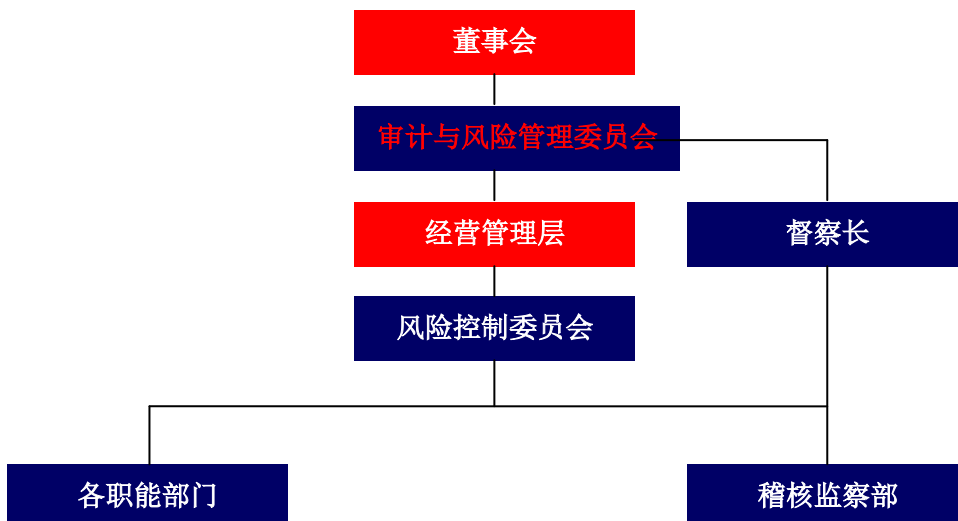 董事会
审计与风险管理委员会
经营管理层
督察长
风险控制委员会
各职能部门
稽核监察部